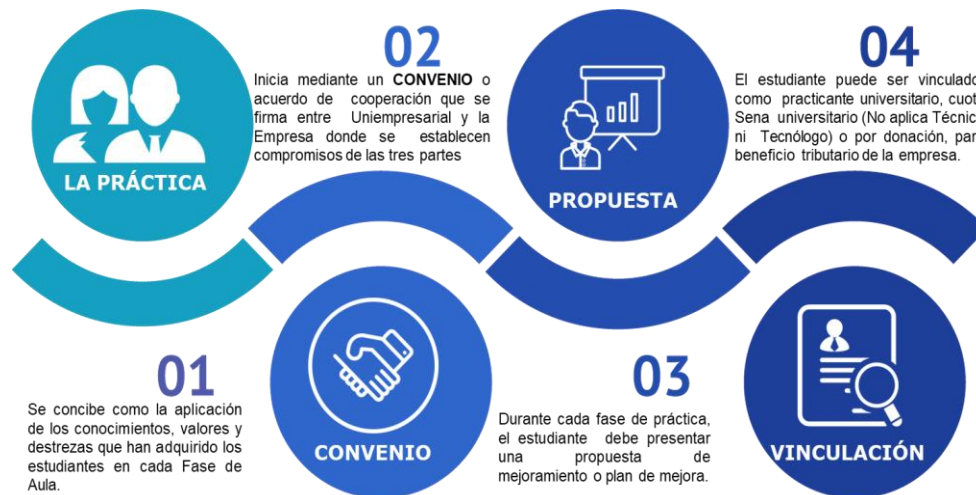 LA PRÁCTICA
01
Se concibe como la aplicación
de los conocimientos, valores y
destrezas que han adquirido los
estudiantes en cada Fase de
Aula.
02
Inicia mediante un CONVENIO o
acuerdo de cooperación que se
firma entre Uniempresarial y la
Empresa donde se establecen
compromisos de las tres partes
CONVENIO
PROPUESTA
03
Durante cada fase de práctica,
el estudiante debe presentar
una propuesta de
mejoramiento o plan de mejora.
04
El estudiante puede ser vinculado
como practicante universitario, cuot
Sena universitario (No aplica Técnic
ni Tecnólogo) o por donación, par
beneficio tributario de la empresa.
VINCULACIÓN